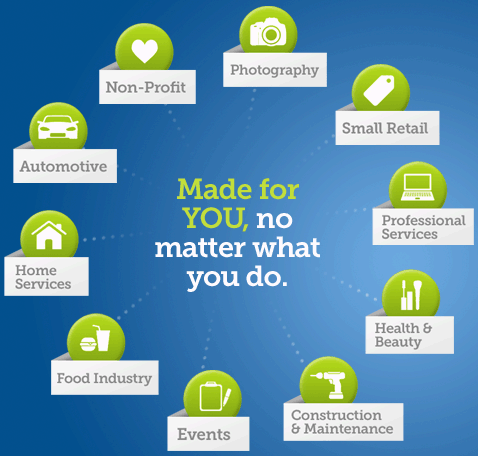 Non-Profit
Photography
Small Retail
Automotive
Made for
YOU, no
matter what
you do.
Professional
Services
Home
Services
Health &
Beauty
Food Industry
Construction
& Maintenance
Events